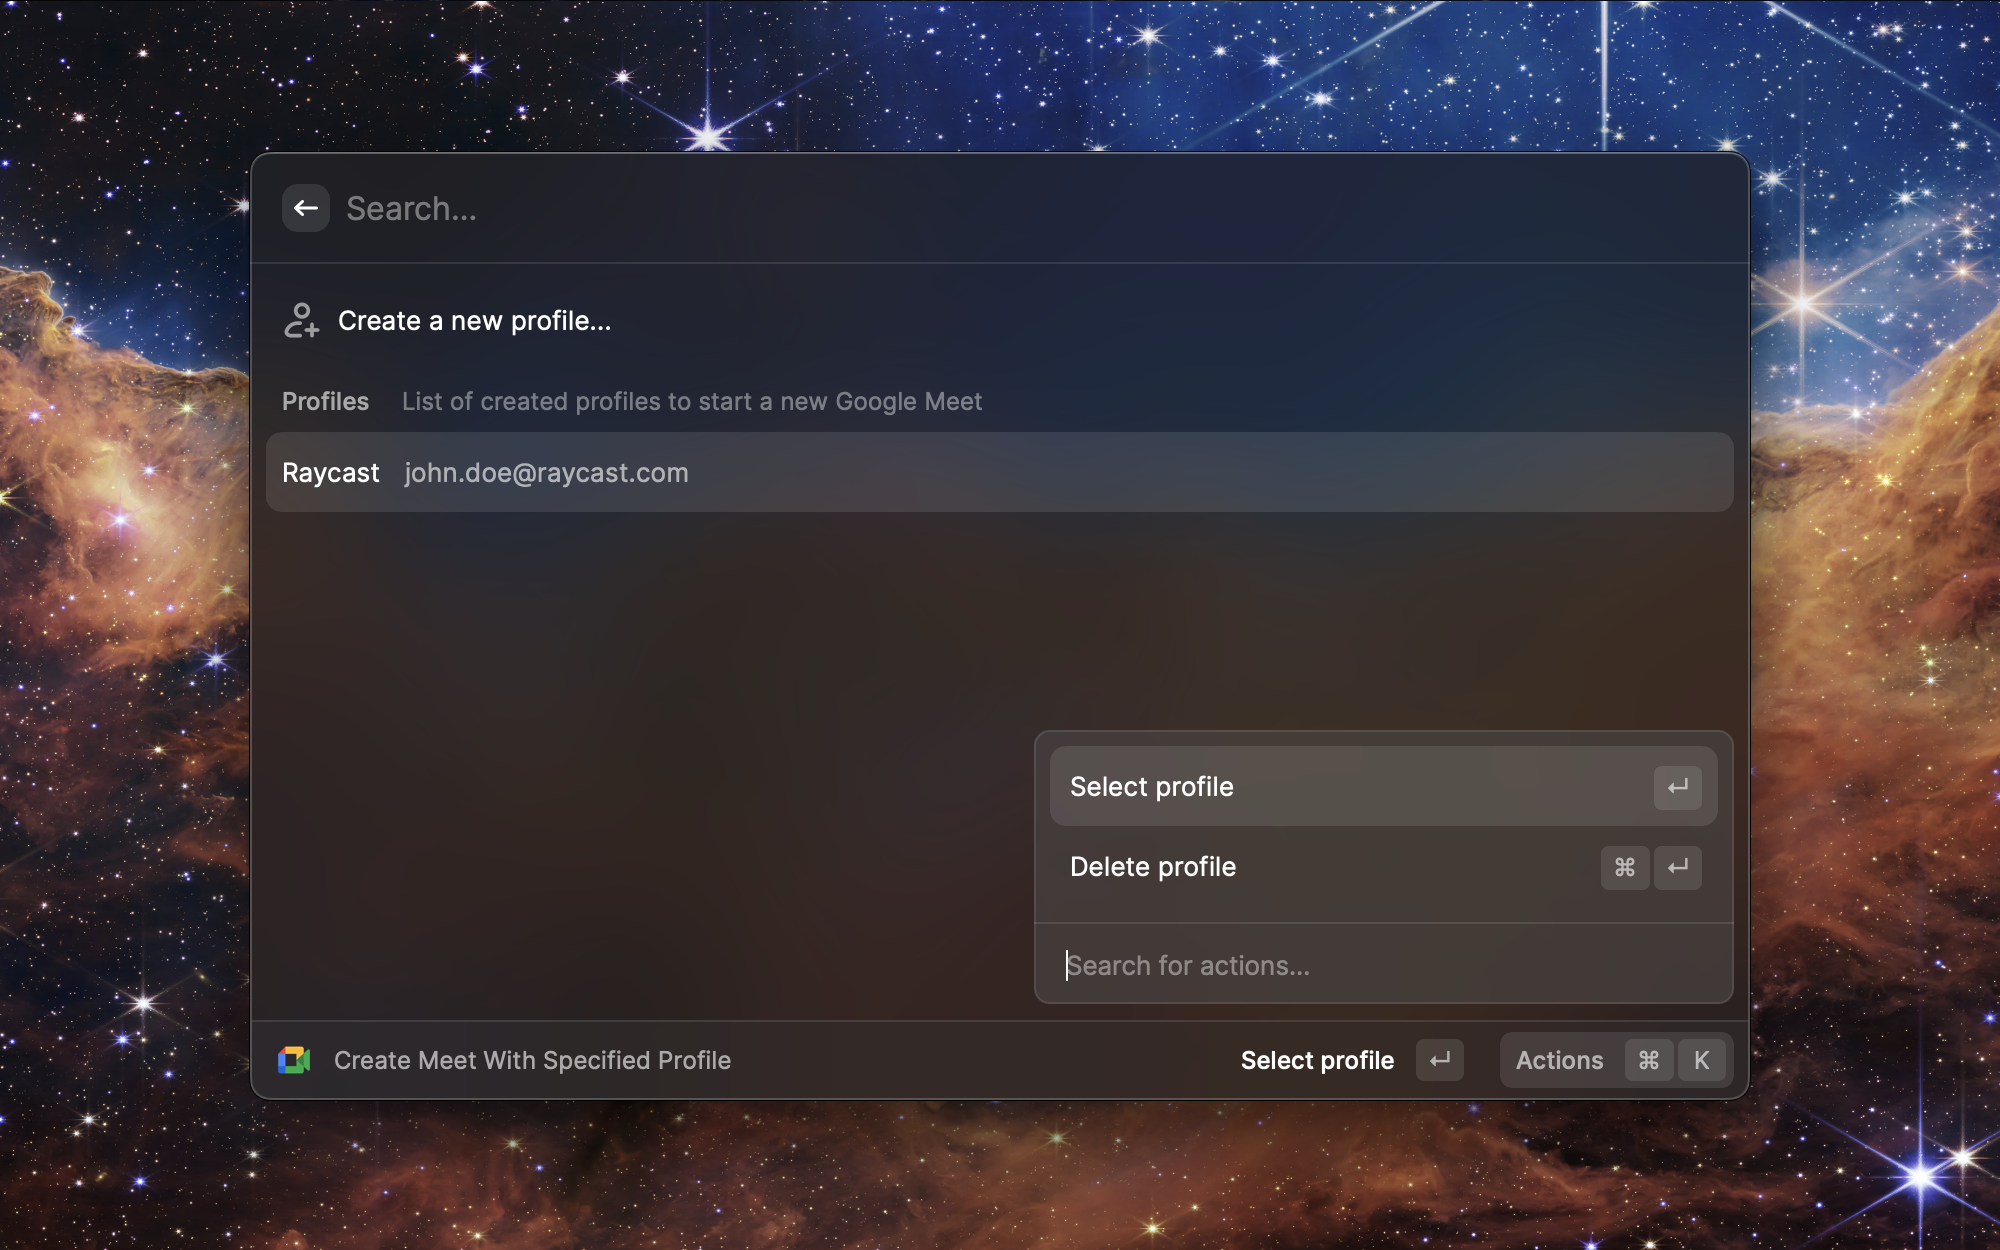 Search...
Create a new profile...
Profiles List of created profiles to start a new Google Meet
Raycast john.doe@raycast.com
Select profile ↵
Delete profile ⌘ ↵
Search for actions...
Create Meet With Specified Profile Select profile ↵ Actions ⌘ K